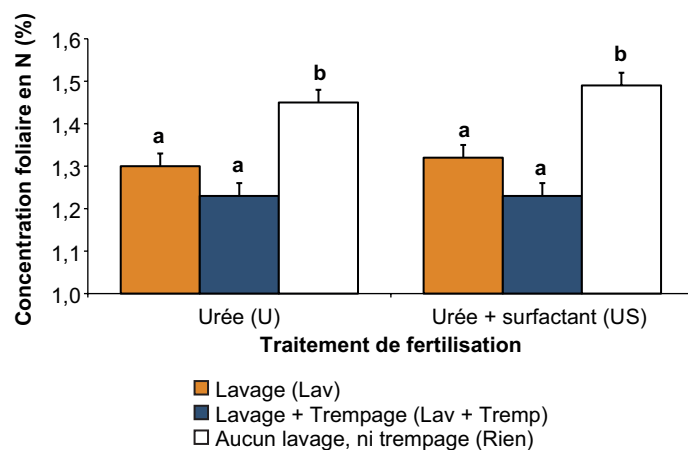 Concentration foliaire en N (%)
1,6
1,5
1,4
1,3
1,2
1,1
1,0
a
a
b
a
a
b
Urée (U)
Urée + surfactant (US)
Traitement de fertilisation
Lavage (Lav)
Lavage + Trempage (Lav + Tremp)
Aucun lavage, ni trempage (Rien)